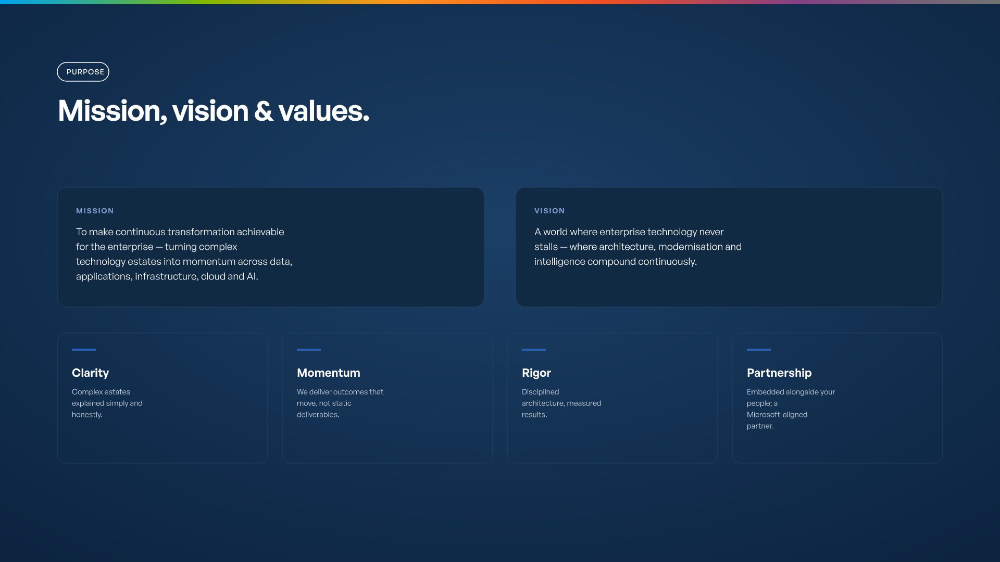 PURPOSE
Mission, vision & values.
MISSION
To make continuous transformation achievable
for the enterprise — turning complex
technology estates into momentum across data,
applications, infrastructure, cloud and AI.
VISION
A world where enterprise technology never
stalls — where architecture, modernisation and
intelligence compound continuously.
Clarity
Complex estates
explained simply and
honestly.
Momentum
We deliver outcomes that
move, not static
deliverables.
Rigor
Disciplined
architecture, measured
results.
Partnership
Embedded alongside your
people; a
Microsoft-aligned
partner.